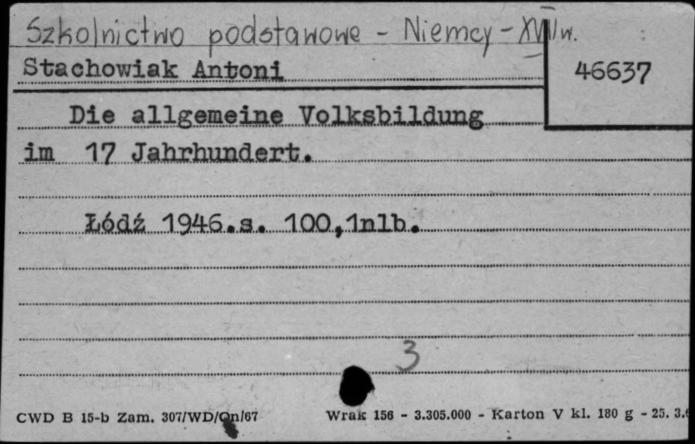 Szkolnictwo podstawowe - Niemcy - XVII w.
Stachowiak Antoni
46637
Die allgemeine Volksbildung
im 17 Jahrhundert.
Łódź 1946.s. 100,1nlb.
3
CWD B 15-b Zam. 307/WD/Qn/67 Wrak 156 - 3.305.000 - Karton V kl. 180 g - 25. 3.